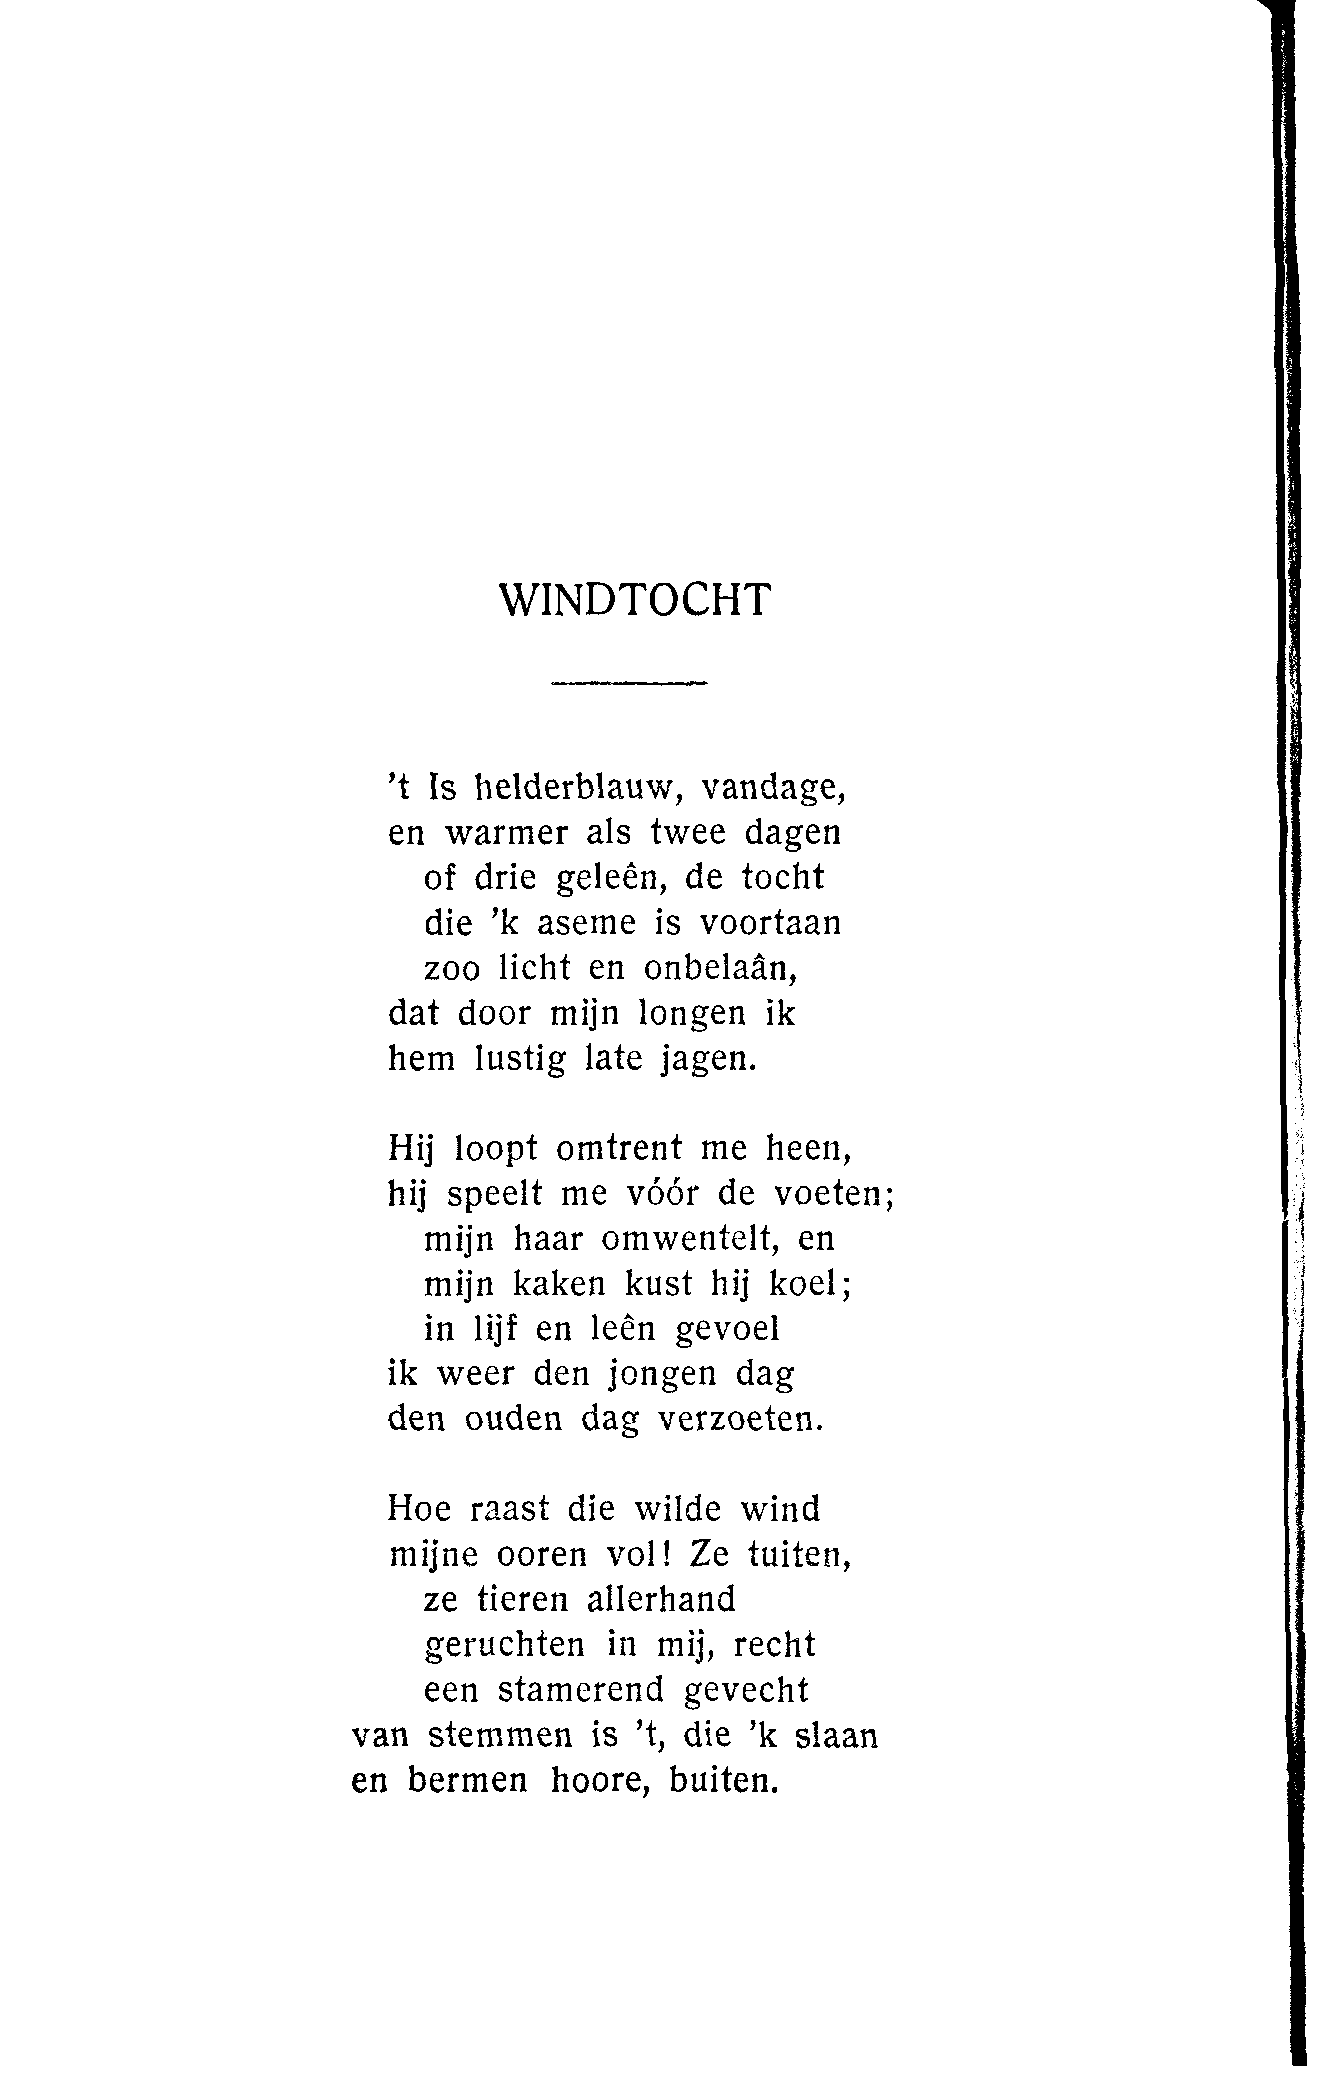 WINDTOCHT
’t Is helderblauw, vandage,
en warmer als twee dagen
of drie geleên, de tocht
die ’k aseme is voortaan
zoo licht en onbelaân,
dat door mijn longen ik
hem lustig late jagen.
Hij loopt omtrent me heen,
hij speelt me vóór de voeten;
mijn haar omwentelt, en
mijn kaken kust hij koel;
in lijf en leên gevoel
ik weer den jongen dag
den ouden dag verzoeten.
Hoe raast die wilde wind
mijne ooren vol! Ze tuiten,
ze tieren allerhand
geruchten in mij, recht
een stamerend gevecht
van stemmen is ’t, die ’k slaan
en bermen hoore, buiten.